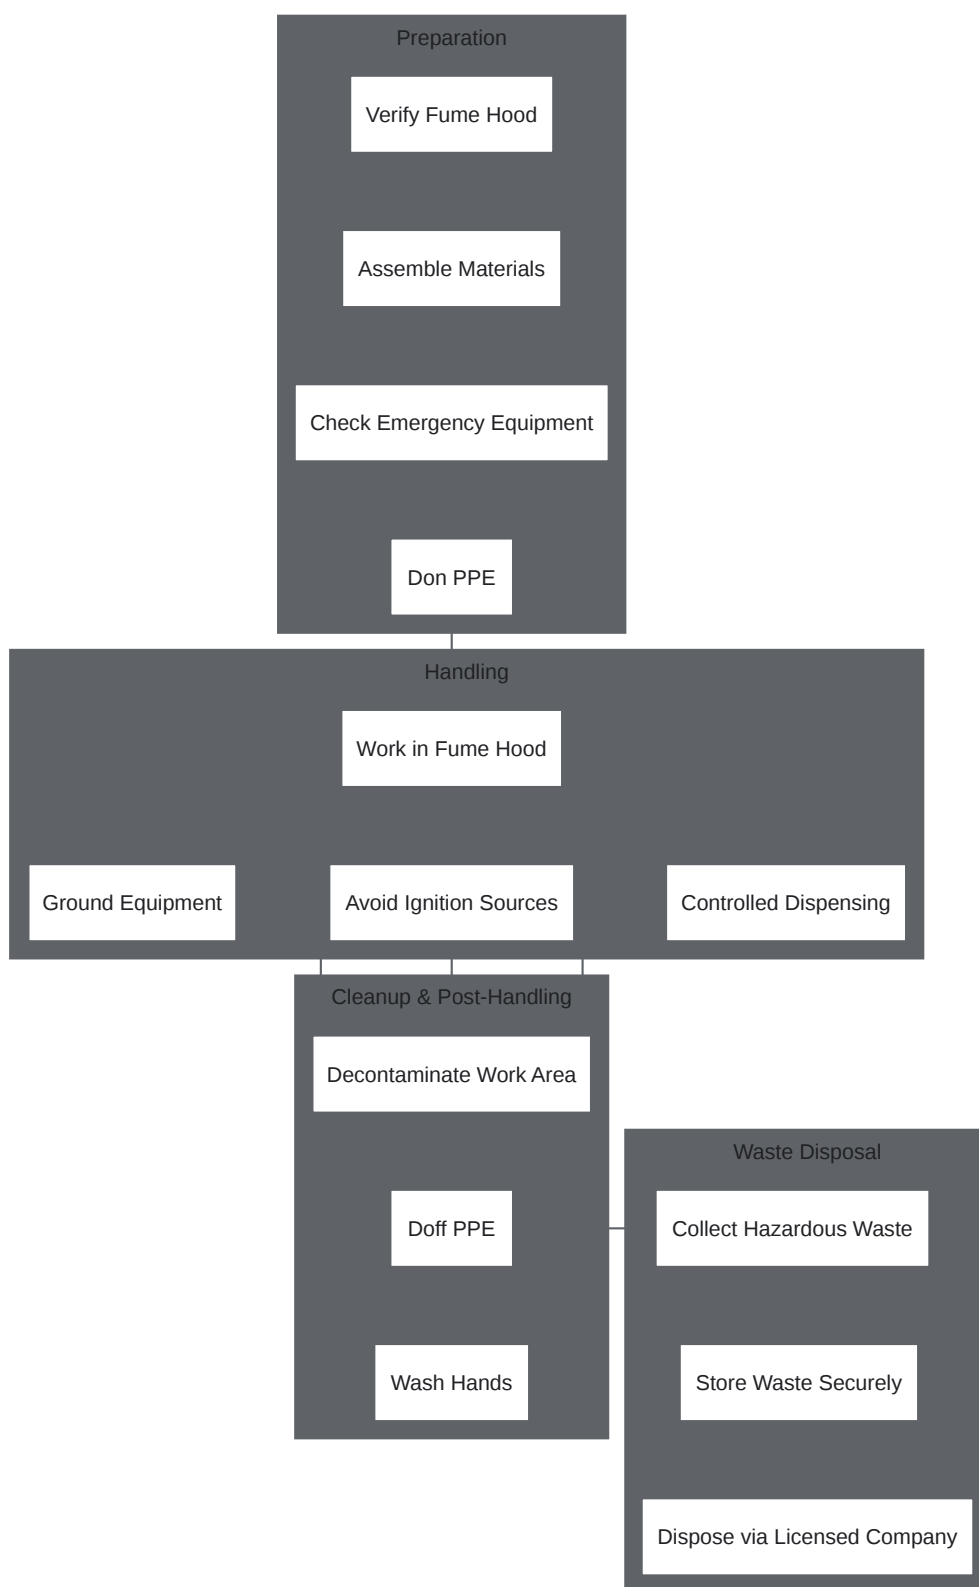 Preparation
Verify Fume Hood
Assemble Materials
Check Emergency Equipment
Don PPE
Handling
Work in Fume Hood
Ground Equipment
Avoid Ignition Sources
Controlled Dispensing
Cleanup & Post-Handling
Decontaminate Work Area
Doff PPE
Wash Hands
Waste Disposal
Collect Hazardous Waste
Store Waste Securely
Dispose via Licensed Company